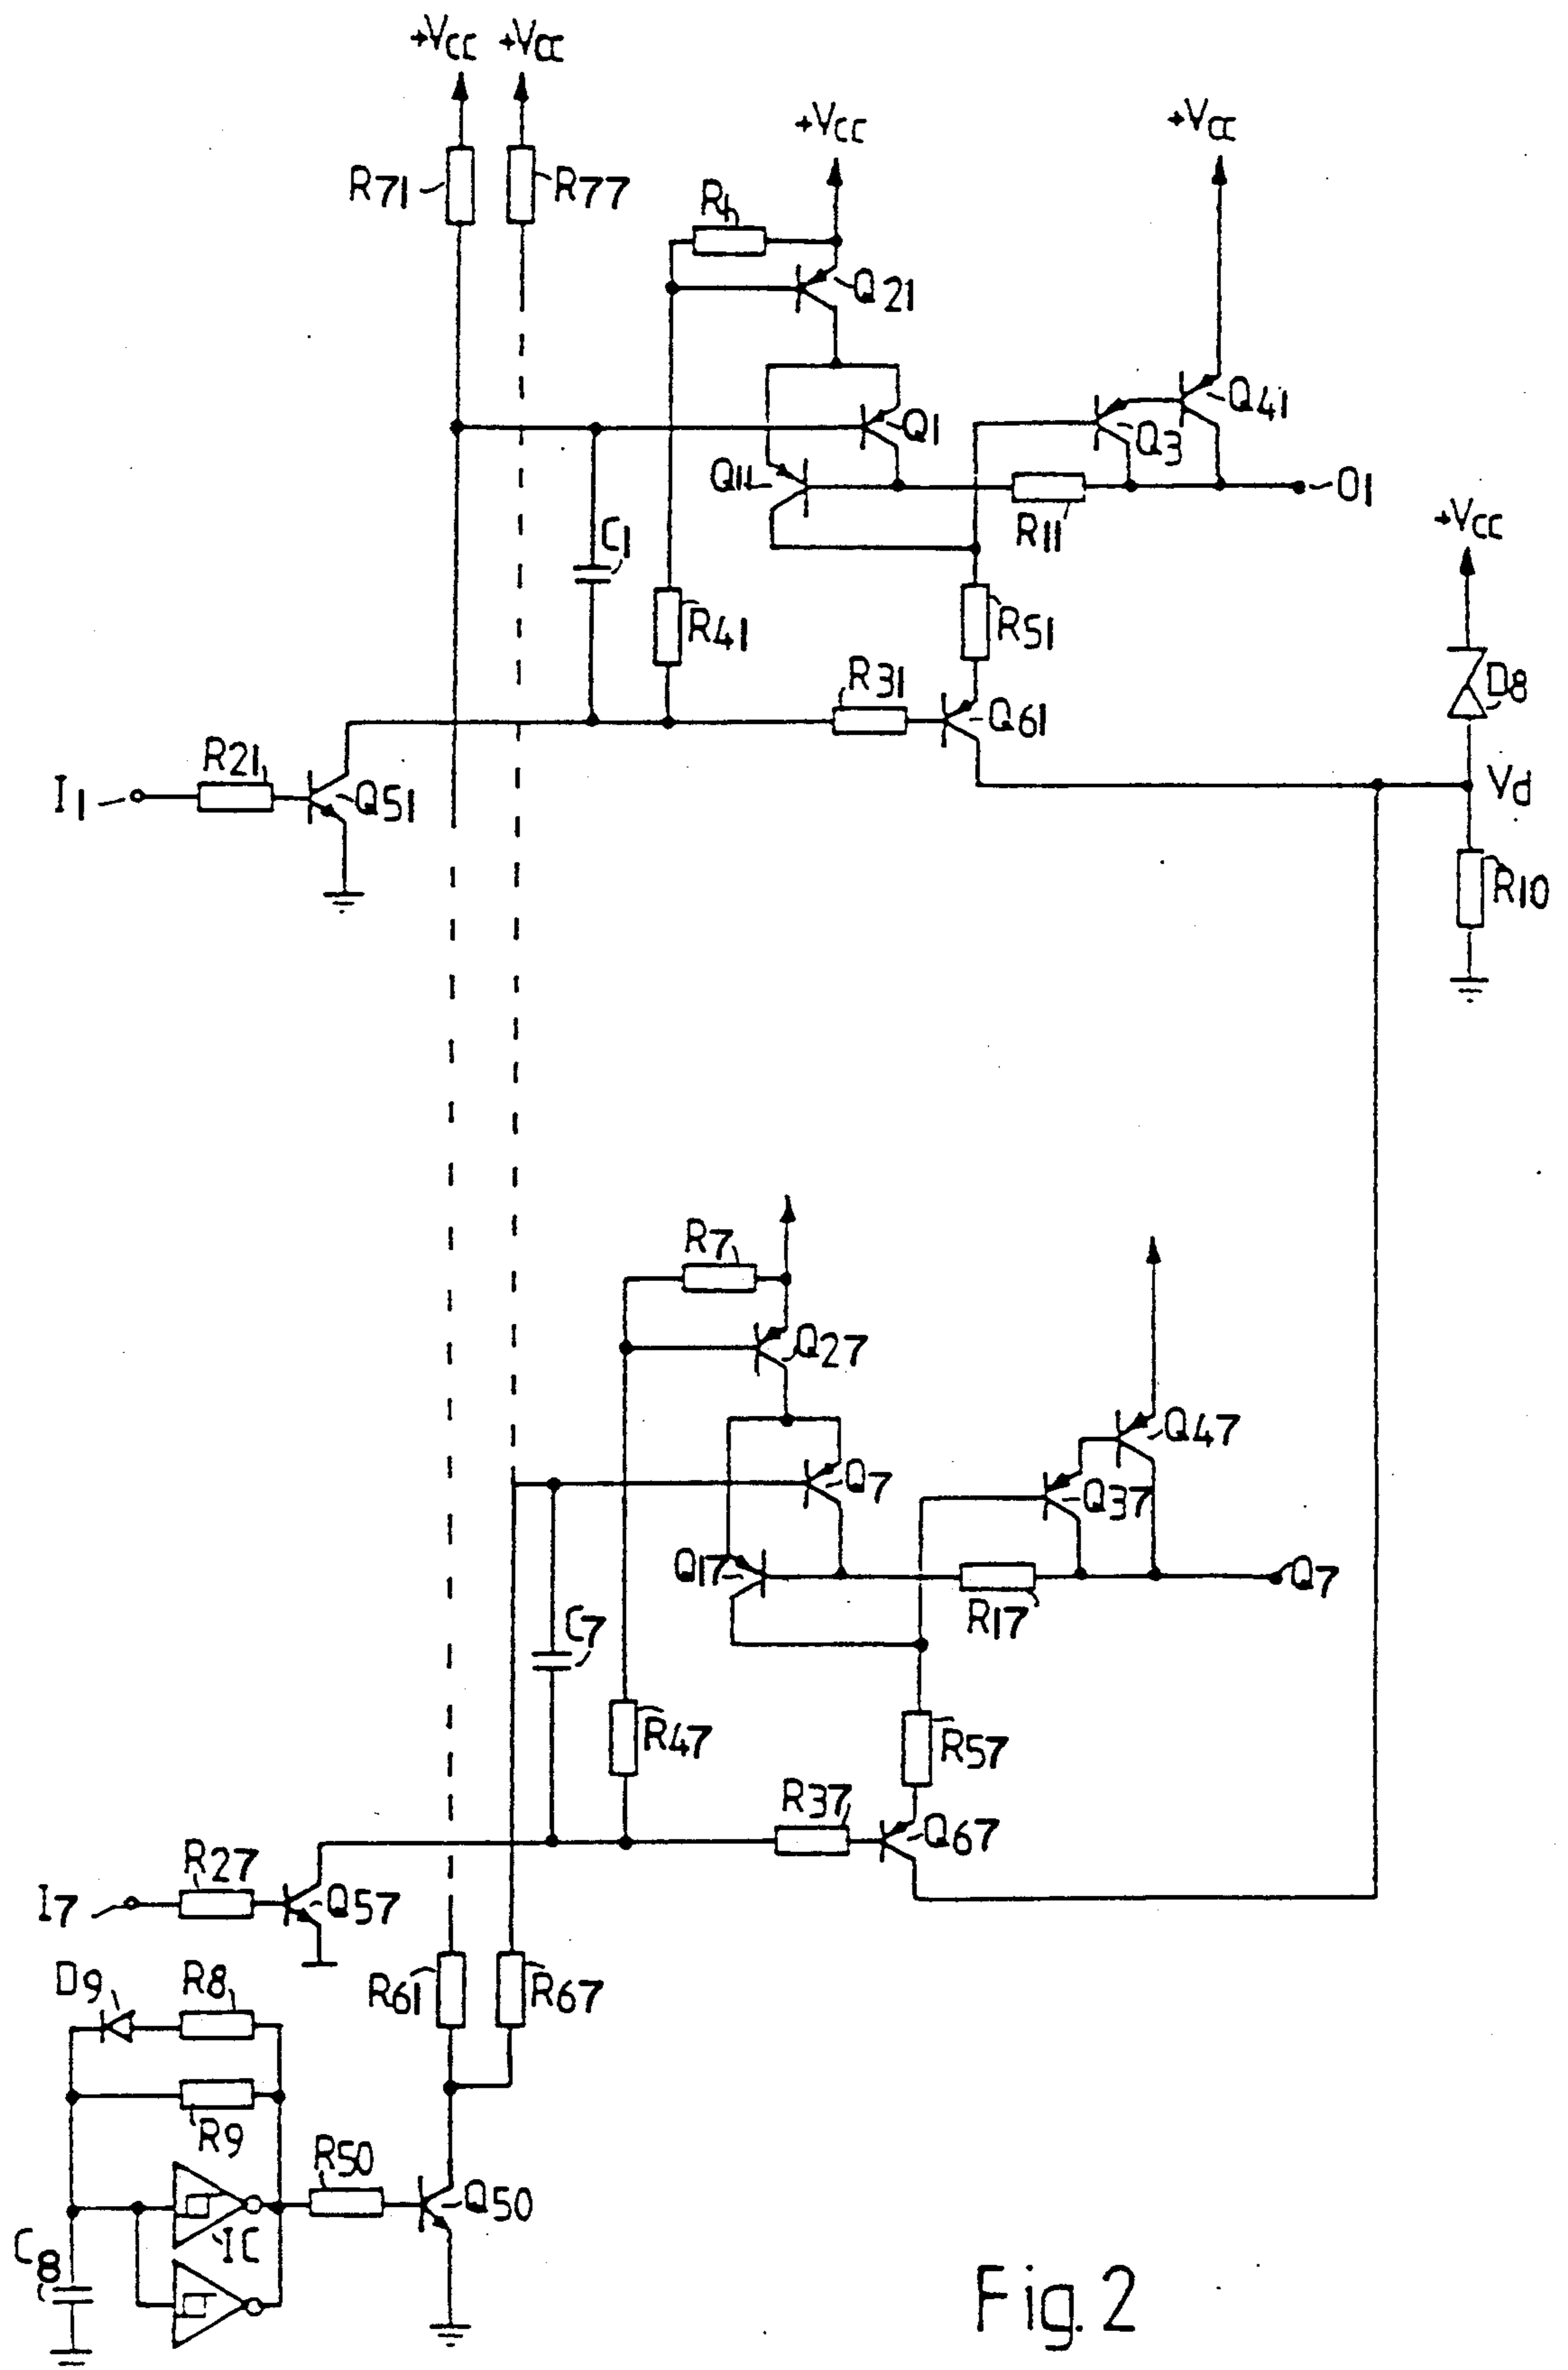 +VCC +VCC
+VCC
+VCC
R71
R77
R1
Q21
Q41
Q1
Q3
Q11
O1
R11
+VCC
C1
R41
R51
R31
D8
Q61
R21
Vd
I1
Q51
R10
R7
Q27
Q47
Q7
Q37
Q17
Q7
R17
C7
R47
R57
R37
Q67
R27
I7
Q57
D9
R8
R61
R67
R9
R50
Q50
IC
C8
Fig. 2